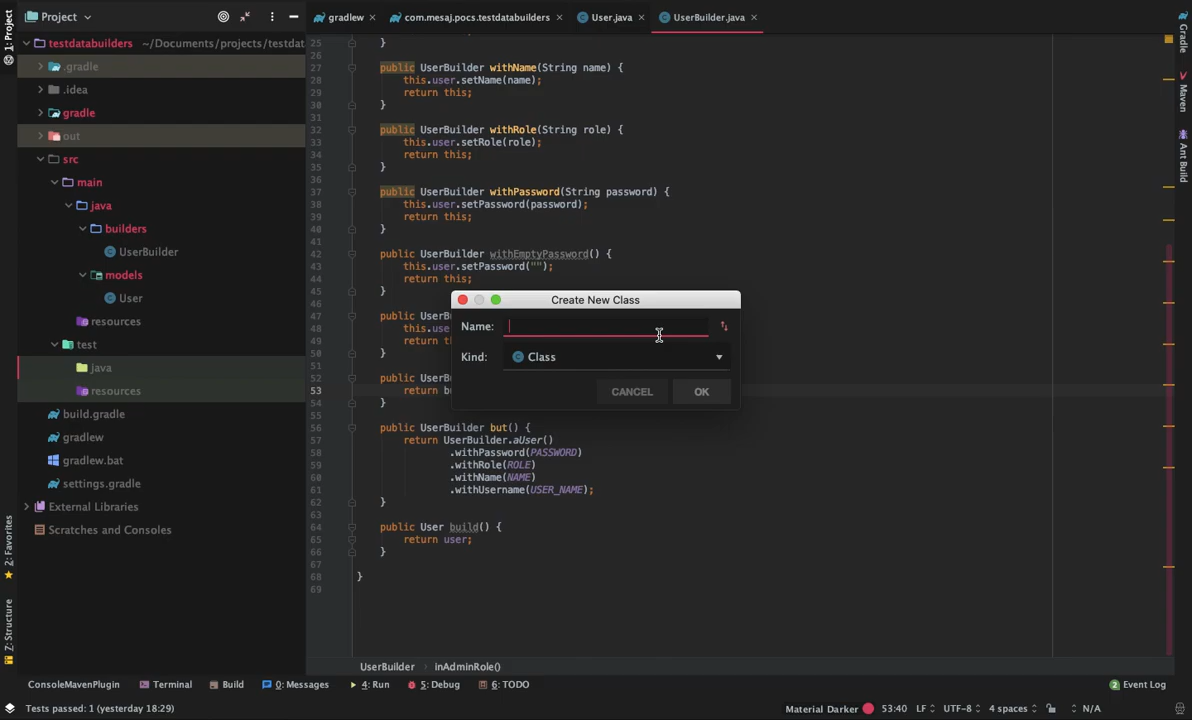 1: Project
Project
gradlew
com.mesaj.pocs.testdatabuilders
User.java
UserBuilder.java
Gradle
Maven
Ant Build
testdatabuilders ~/Documents/projects/testdat
.gradle
.idea
gradle
out
src
main
java
builders
UserBuilder
models
User
resources
test
java
resources
build.gradle
gradlew
gradlew.bat
settings.gradle
External Libraries
Scratches and Consoles
2: Favorites
Z: Structure
25 }
26
27 public UserBuilder withName(String name) {
28 this.user.setName(name);
29 return this;
30 }
31
32 public UserBuilder withRole(String role) {
33 this.user.setRole(role);
34 return this;
35 }
36
37 public UserBuilder withPassword(String password) {
38 this.user.setPassword(password);
39 return this;
40 }
41
42 public UserBuilder withEmptyPassword() {
43 this.user.setPassword("");
44 return this;
45 }
46
47 public UserB
48 this.use
49 return t
50 }
51
52 public UserB
53 return b
54 }
55
56 public UserBuilder but() {
57 return UserBuilder.aUser()
58 .withPassword(PASSWORD)
59 .withRole(ROLE)
60 .withName(NAME)
61 .withUsername(USER_NAME);
62 }
63
64 public User build() {
65 return user;
66 }
67
68 }
69
Create New Class
Name:
Kind: Class
CANCEL OK
UserBuilder › inAdminRole()
ConsoleMavenPlugin Terminal Build 0: Messages 4: Run 5: Debug 6: TODO 2 Event Log
Tests passed: 1 (yesterday 18:29) Material Darker 53:40 LF UTF-8 4 spaces N/A